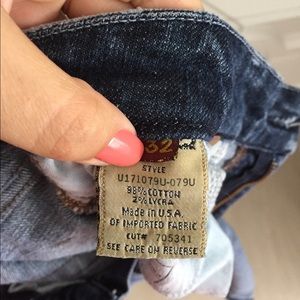 32
STYLE
U171079U-079U
98%COTTON
2%LYCRA
Made in U.S.A.
OF IMPORTED FABRIC
CUT# 705341
SEE CARE ON REVERSE